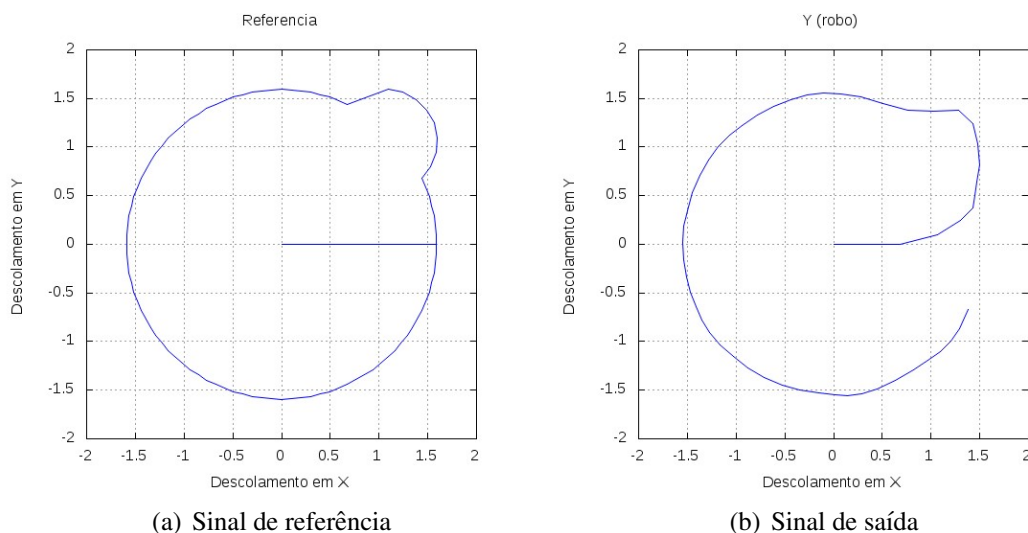 Referencia
2
1.5
1
0.5
0
-0.5
-1
-1.5
-2
-2 -1.5 -1 -0.5 0 0.5 1 1.5 2
Descolamento em Y
Descolamento em X
(a) Sinal de referência
Y (robo)
2
1.5
1
0.5
0
-0.5
-1
-1.5
-2
-2 -1.5 -1 -0.5 0 0.5 1 1.5 2
Descolamento em Y
Descolamento em X
(b) Sinal de saída